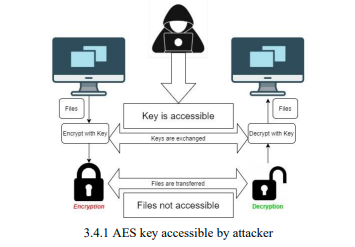 Files
Files
Key is accessible
Encrypt with Key
Decrypt with Key
Keys are exchanged
Files are transferred
Encryption
Files not accessible
Decryption
3.4.1 AES key accessible by attacker